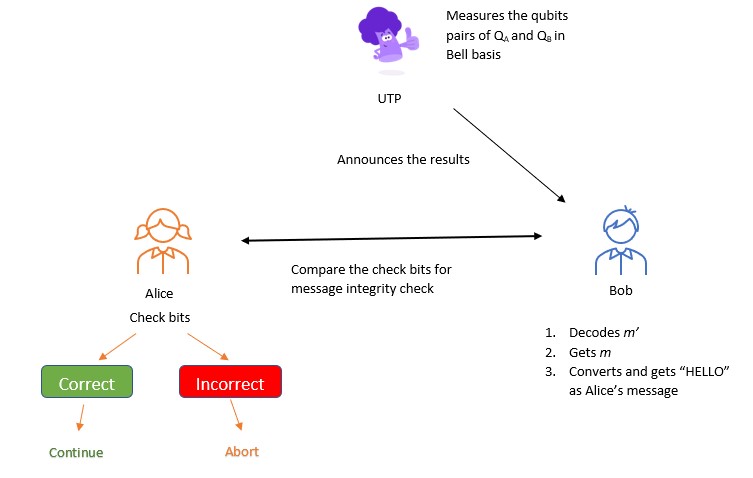 Measures the qubits
pairs of QA and QB in
Bell basis
UTP
Announces the results
Compare the check bits for
message integrity check
Alice
Check bits
Bob
1. Decodes m’
2. Gets m
3. Converts and gets “HELLO”
as Alice’s message
Correct
Incorrect
Continue
Abort